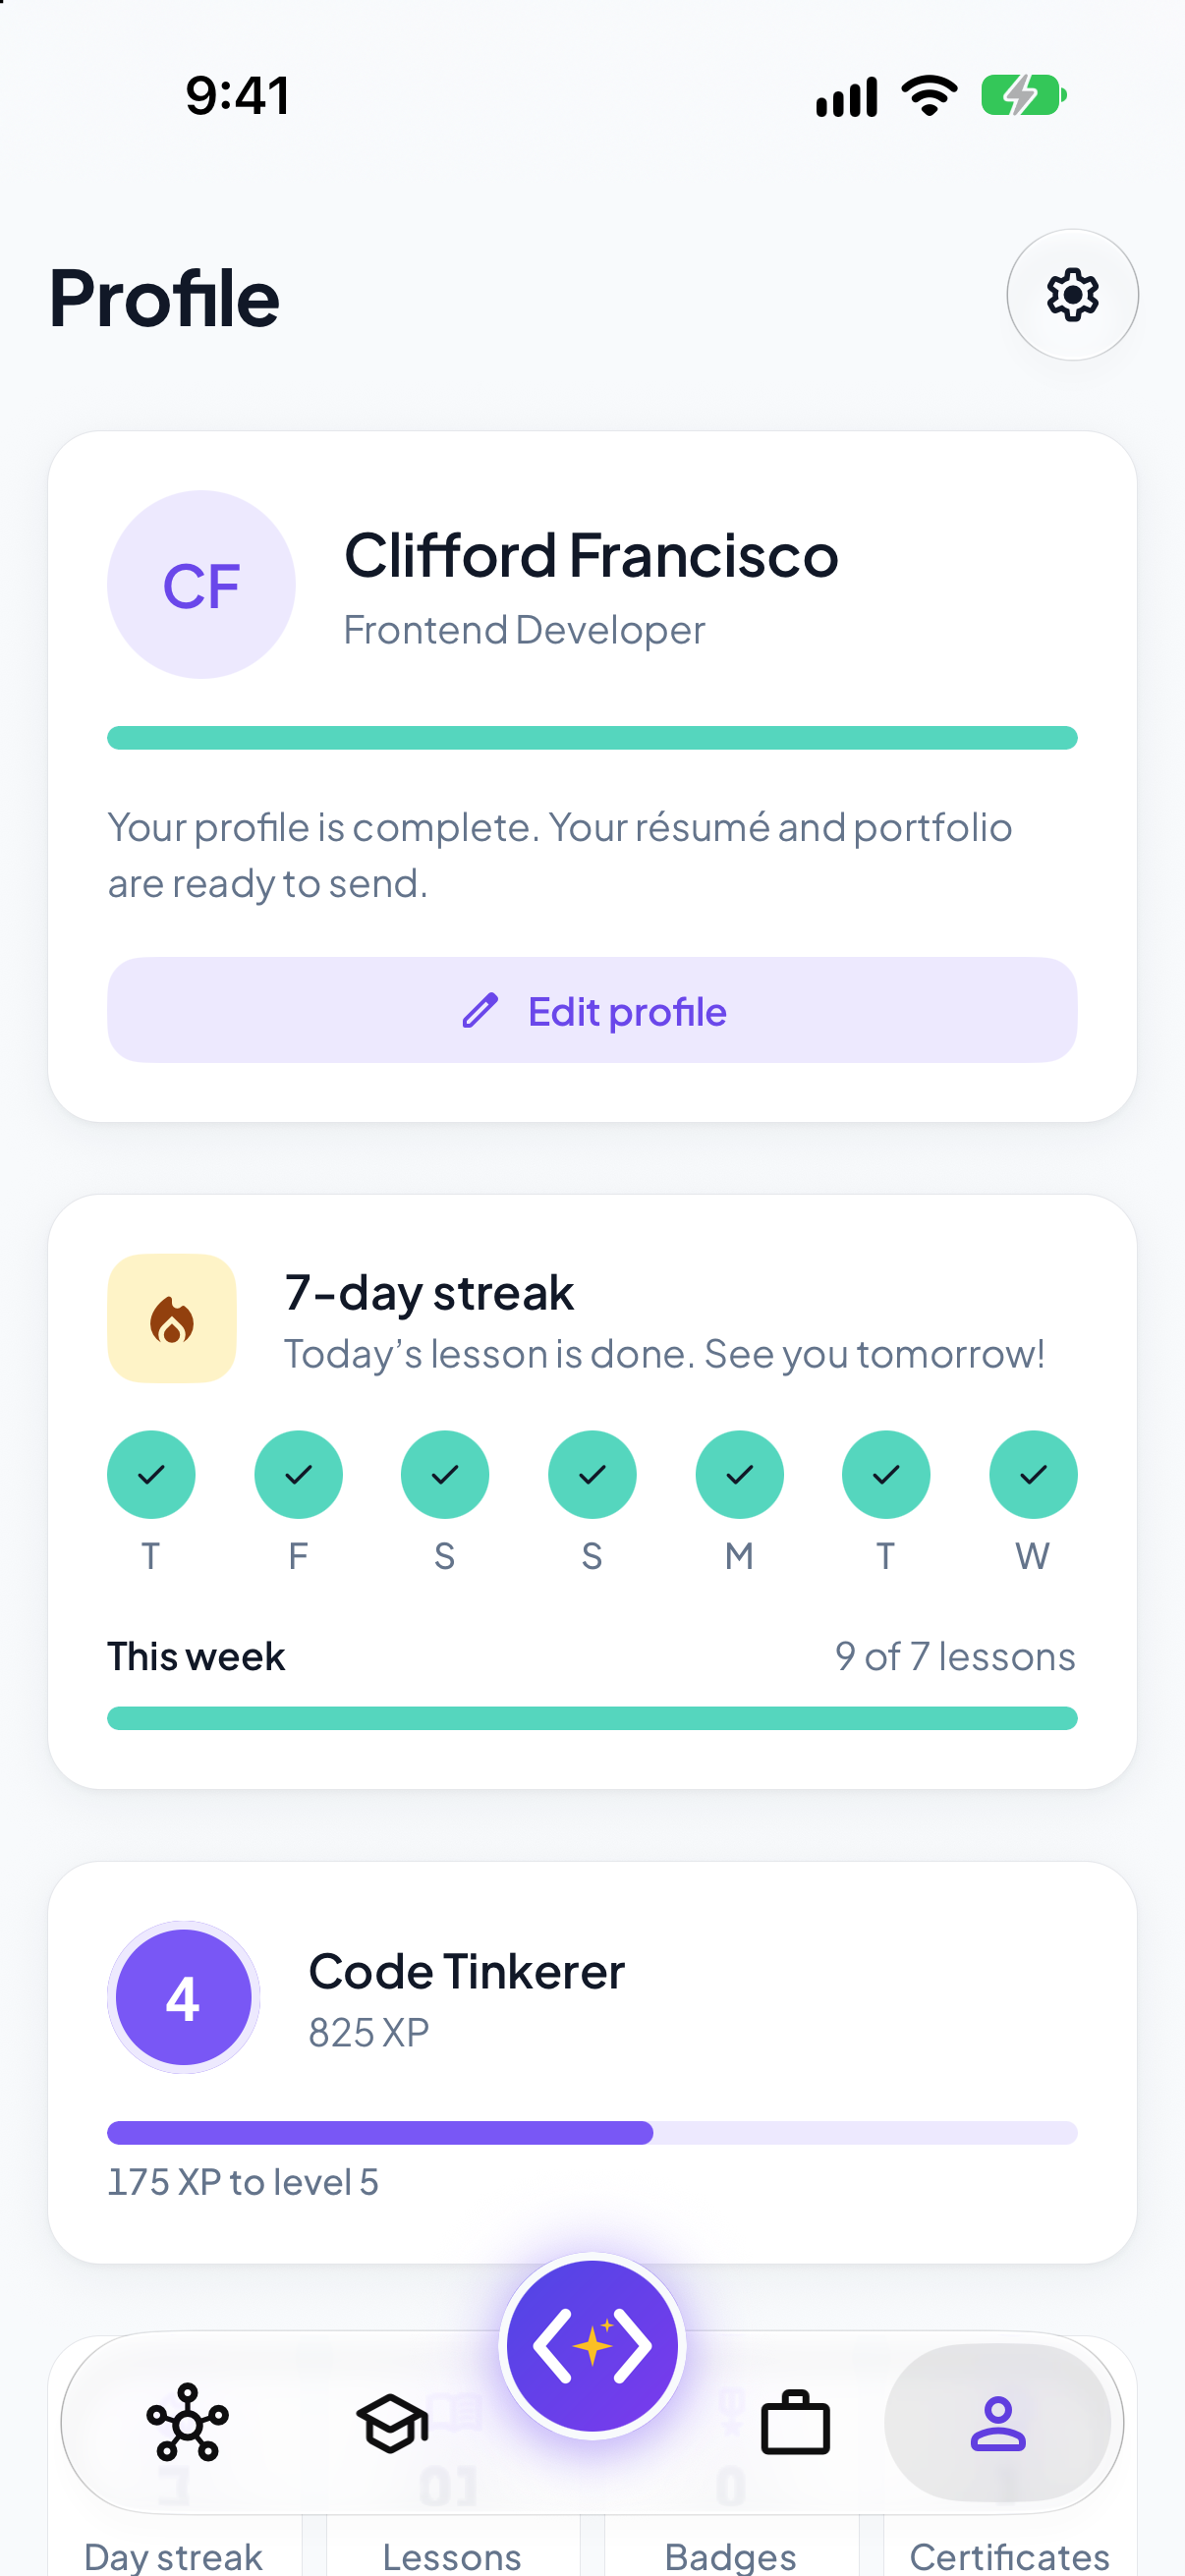 9:41
Profile
CF
Clifford Francisco
Frontend Developer
Your profile is complete. Your résumé and portfolio
are ready to send.
Edit profile
7-day streak
Today’s lesson is done. See you tomorrow!
T F S S M T W
This week
9 of 7 lessons
4
Code Tinkerer
825 XP
175 XP to level 5
Day streak
Lessons
Badges
Certificates